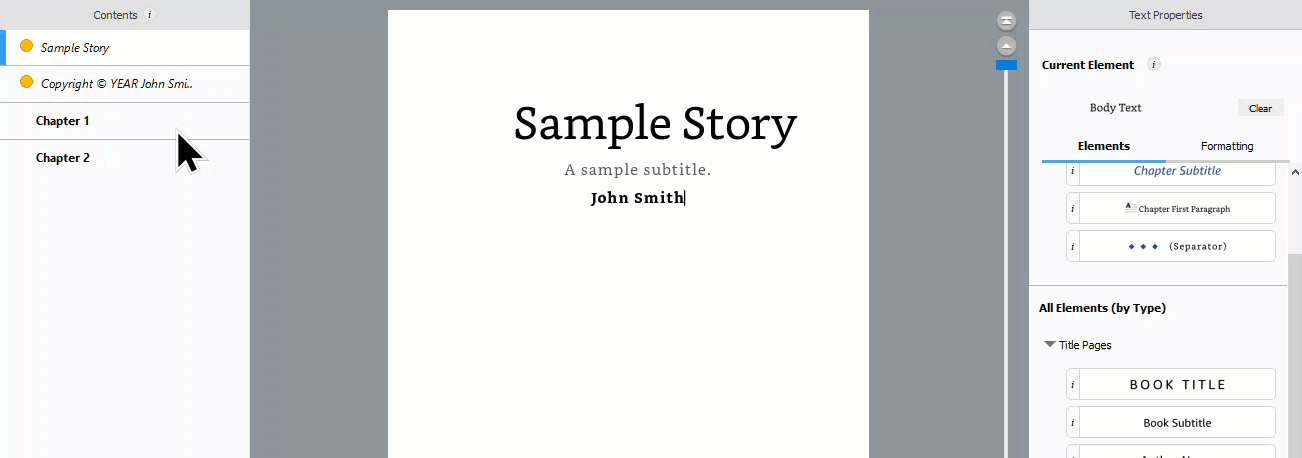 Contents i
Sample Story
Copyright © YEAR John Smi..
Chapter 1
Chapter 2
Sample Story
A sample subtitle.
John Smith
Text Properties
Current Element i
Body Text Clear
Elements Formatting
i Chapter Subtitle
i A Chapter First Paragraph
i (Separator)
All Elements (by Type)
Title Pages
i BOOK TITLE
i Book Subtitle